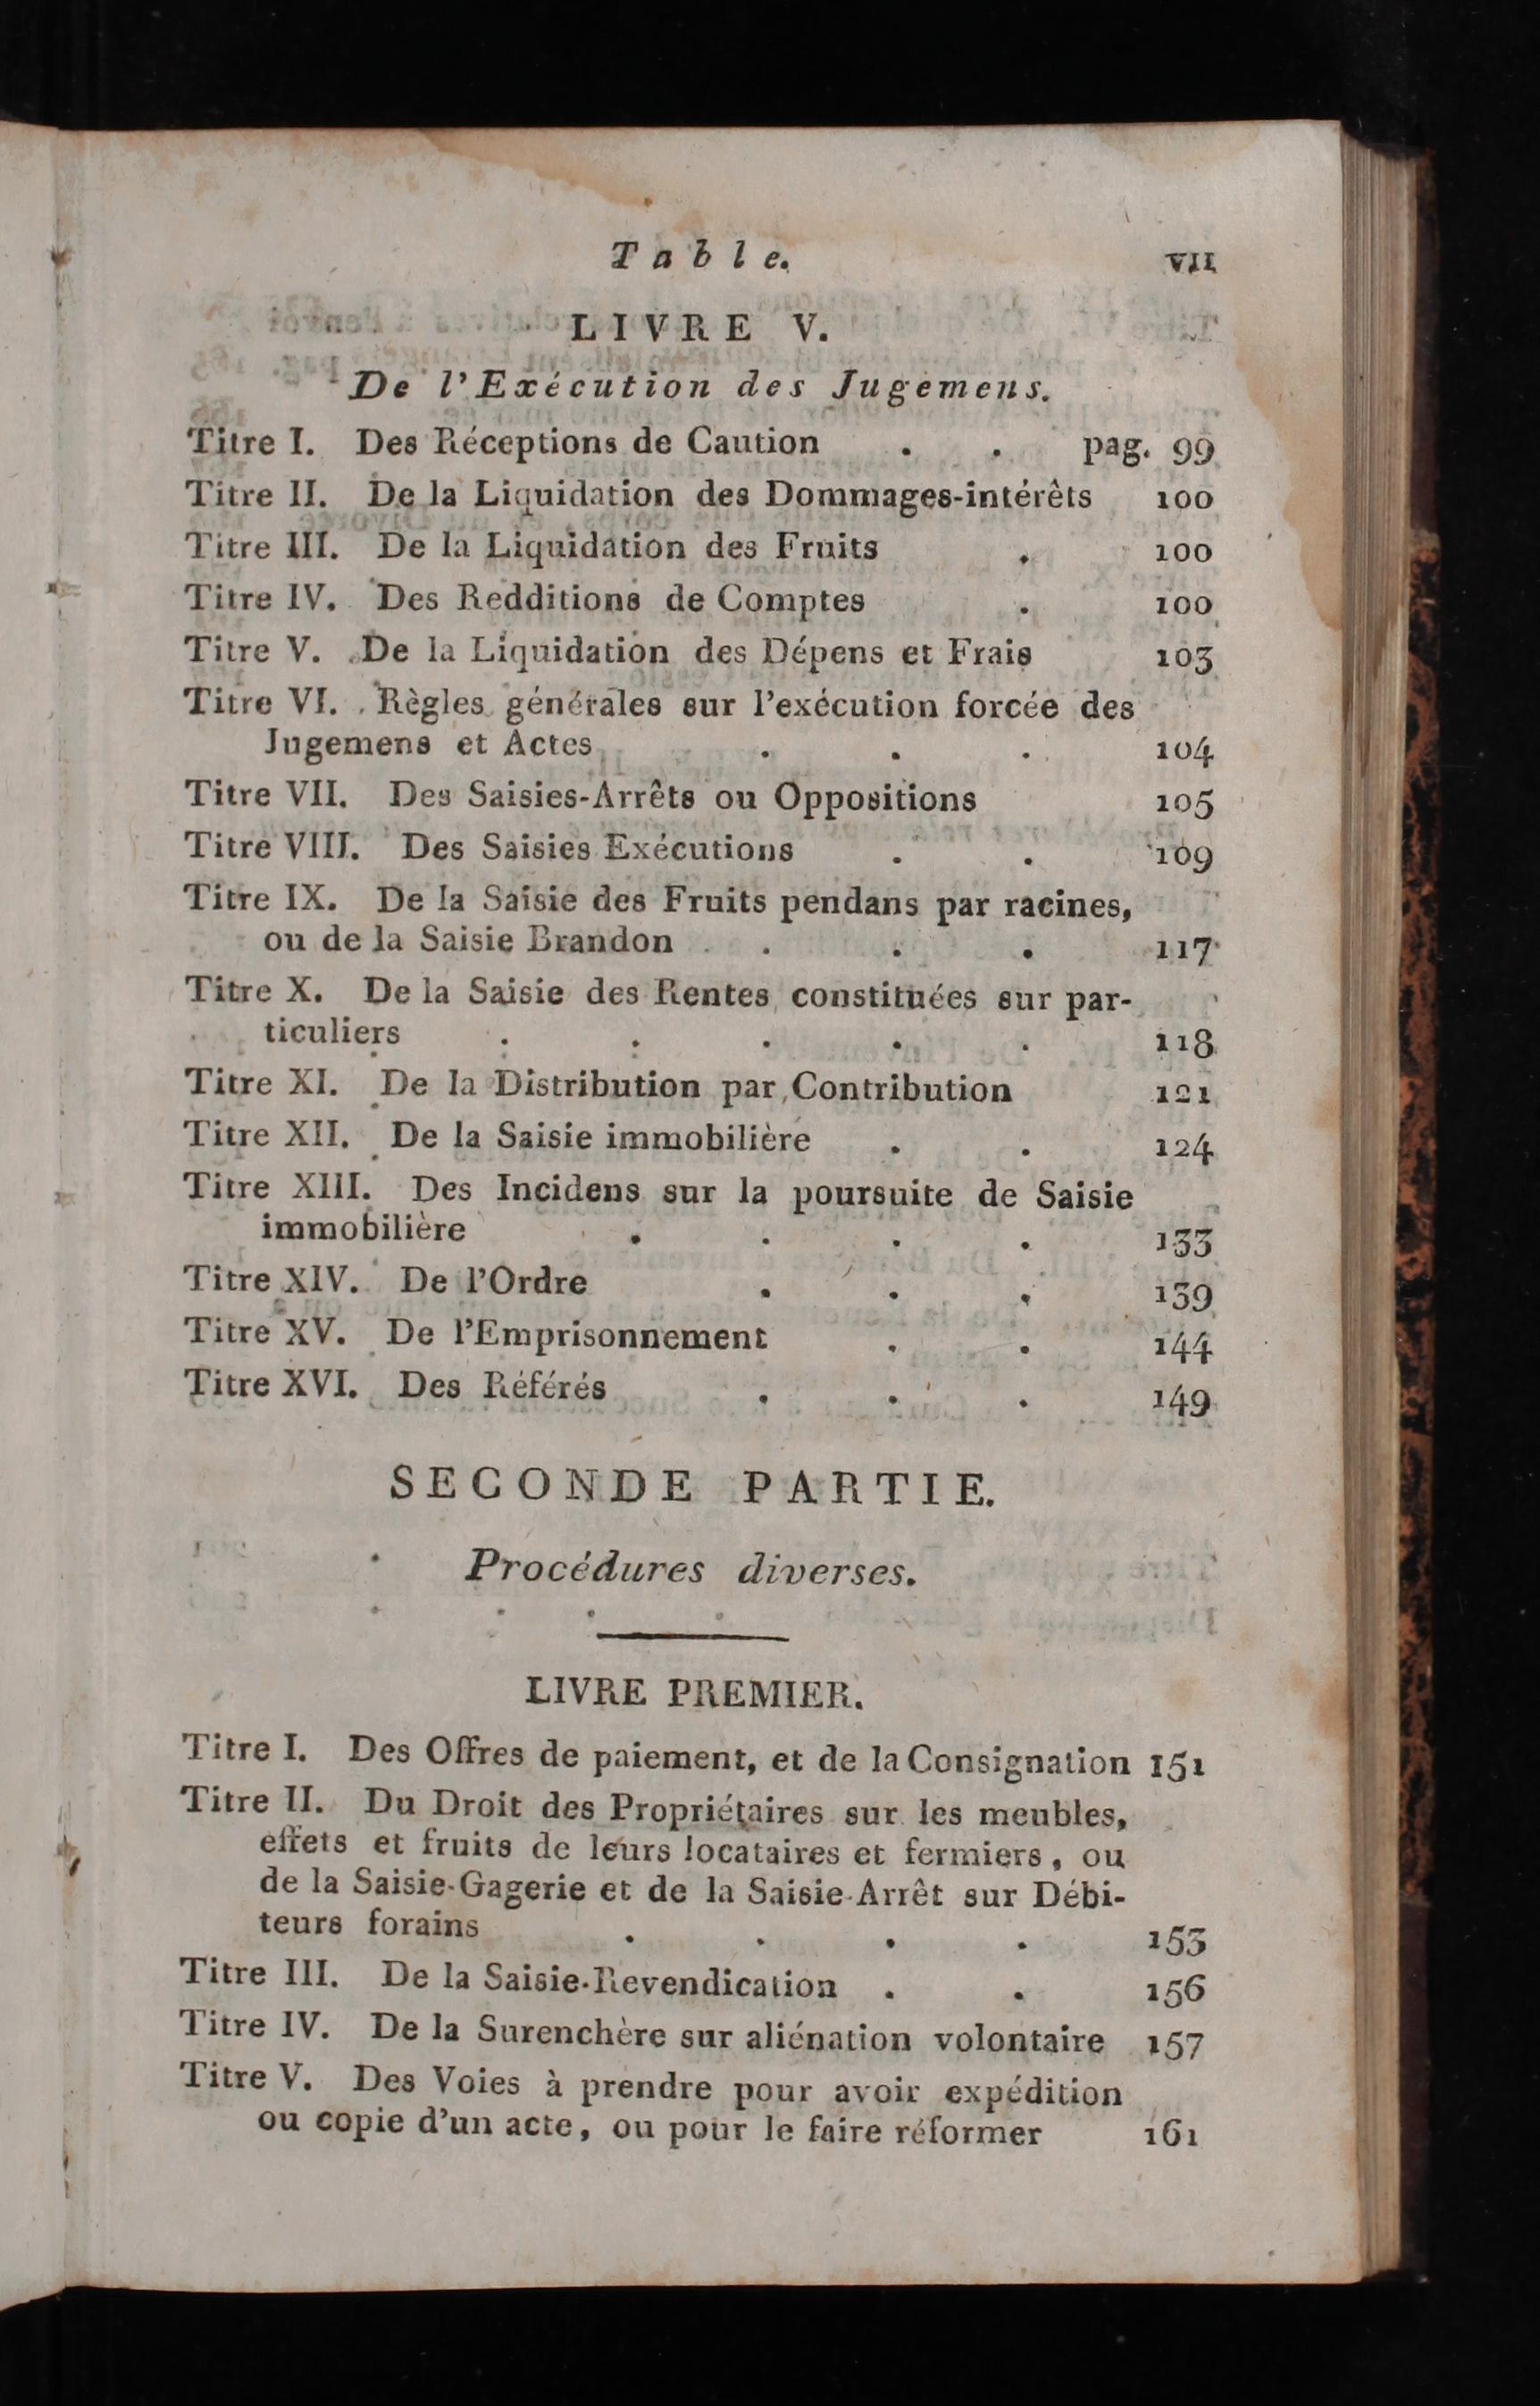 Table. VII
LIVRE V.
De l'Exécution des Jugemens.
Titre I. Des Réceptions de Caution . . pag. 99
Titre II. De la Liquidation des Dommages-intérêts 100
Titre III. De la Liquidation des Fruits . 100
Titre IV. Des Redditions de Comptes . 100
Titre V. De la Liquidation des Dépens et Frais 103
Titre VI. Règles générales sur l'exécution forcée des
Jugemens et Actes . . . 104
Titre VII. Des Saisies-Arrêts ou Oppositions 105
Titre VIII. Des Saisies Exécutions . . 109
Titre IX. De la Saisie des Fruits pendans par racines,
ou de la Saisie Brandon . . . 117
Titre X. De la Saisie des Rentes constituées sur par-
ticuliers . . . . . 118
Titre XI. De la Distribution par Contribution 121
Titre XII. De la Saisie immobilière . . 124
Titre XIII. Des Incidens sur la poursuite de Saisie
immobilière . . . . 133
Titre XIV. De l'Ordre . . . 139
Titre XV. De l'Emprisonnement . . 144
Titre XVI. Des Référés . . . 149
SECONDE PARTIE.
Procédures diverses.
LIVRE PREMIER.
Titre I. Des Offres de paiement, et de la Consignation 151
Titre II. Du Droit des Propriétaires sur les meubles,
effets et fruits de leurs locataires et fermiers, ou
de la Saisie-Gagerie et de la Saisie-Arrêt sur Débi-
teurs forains . . . . 153
Titre III. De la Saisie-Revendication . . 156
Titre IV. De la Surenchère sur aliénation volontaire 157
Titre V. Des Voies à prendre pour avoir expédition
ou copie d'un acte, ou pour le faire réformer 161